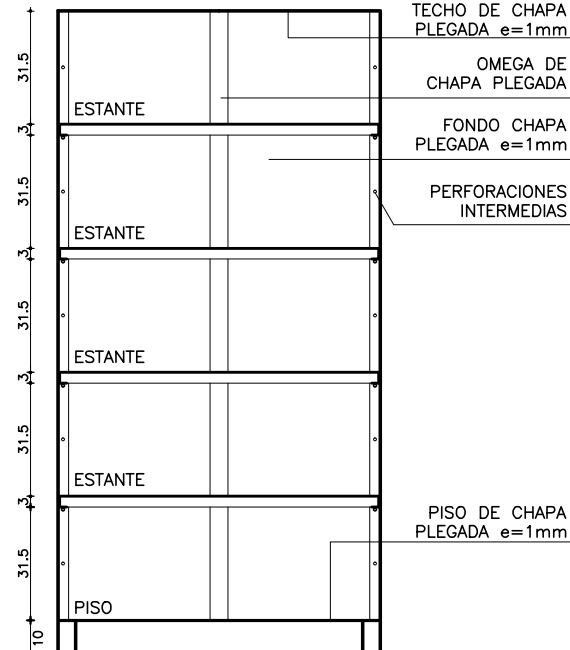 TECHO DE CHAPA
PLEGADA e=1mm
OMEGA DE
CHAPA PLEGADA
FONDO CHAPA
PLEGADA e=1mm
PERFORACIONES
INTERMEDIAS
PISO DE CHAPA
PLEGADA e=1mm
ESTANTE
ESTANTE
ESTANTE
ESTANTE
PISO
31.5
3
31.5
3
31.5
3
31.5
3
31.5
10